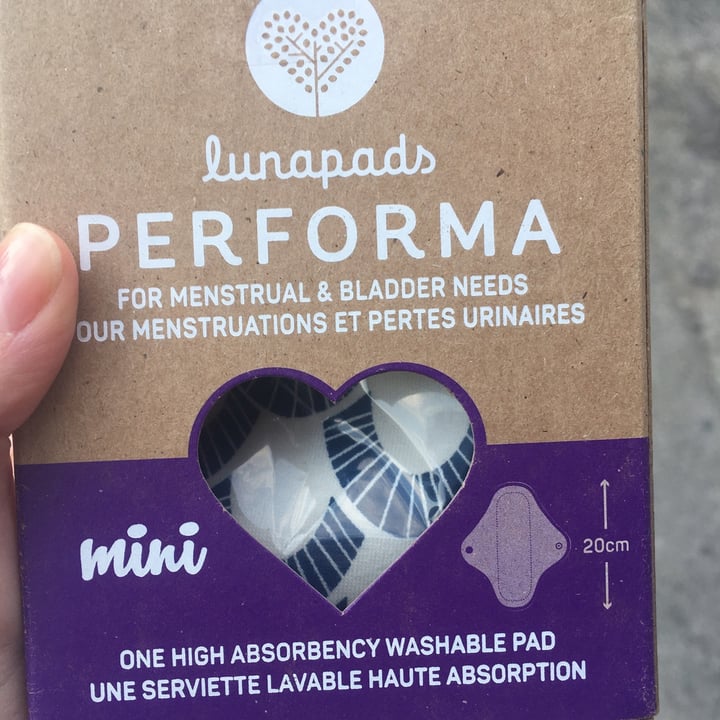 lunapads
PERFORMA
FOR MENSTRUAL & BLADDER NEEDS
OUR MENSTRUATIONS ET PERTES URINAIRES
mini
20cm
ONE HIGH ABSORBENCY WASHABLE PAD
UNE SERVIETTE LAVABLE HAUTE ABSORPTION